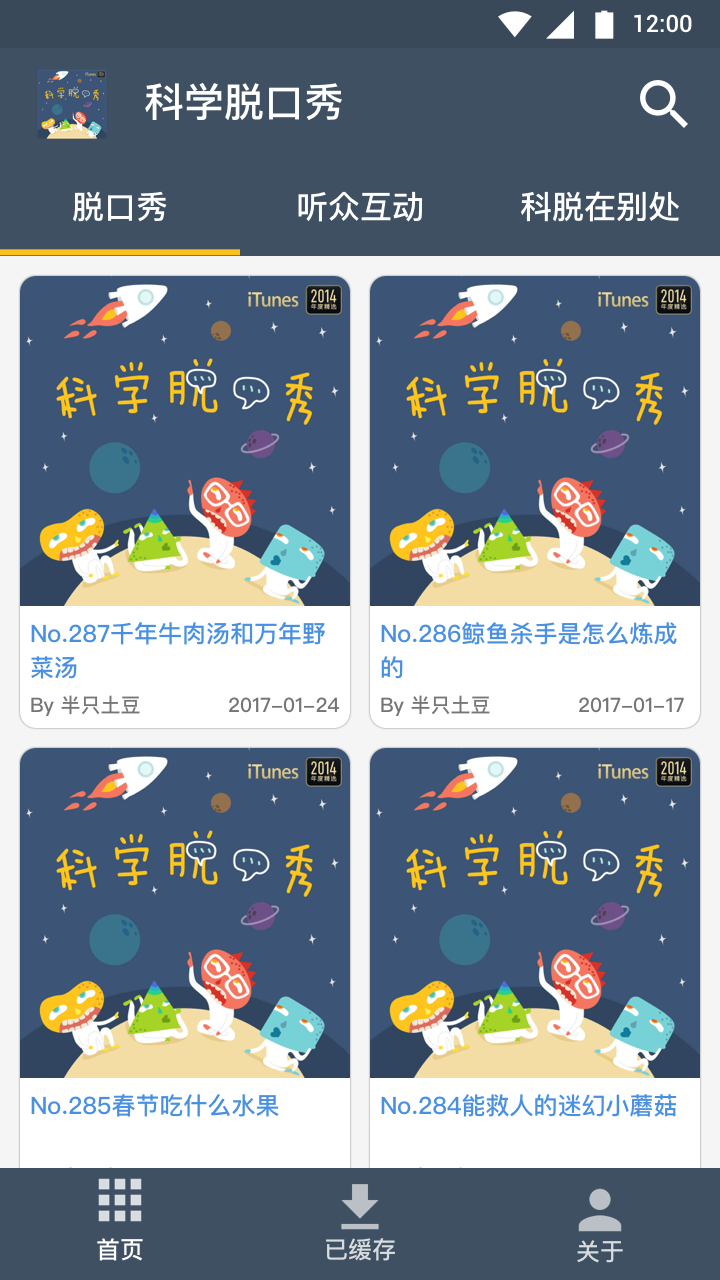 12:00
科学脱口秀
脱口秀
听众互动
科脱在别处
iTunes 2014
年度精选
科学脱口秀
No.287千年牛肉汤和万年野
菜汤
By 半只土豆
2017-01-24
iTunes 2014
年度精选
科学脱口秀
No.286鲸鱼杀手是怎么炼成
的
By 半只土豆
2017-01-17
iTunes 2014
年度精选
科学脱口秀
No.285春节吃什么水果
iTunes 2014
年度精选
科学脱口秀
No.284能救人的迷幻小蘑菇
首页
已缓存
关于